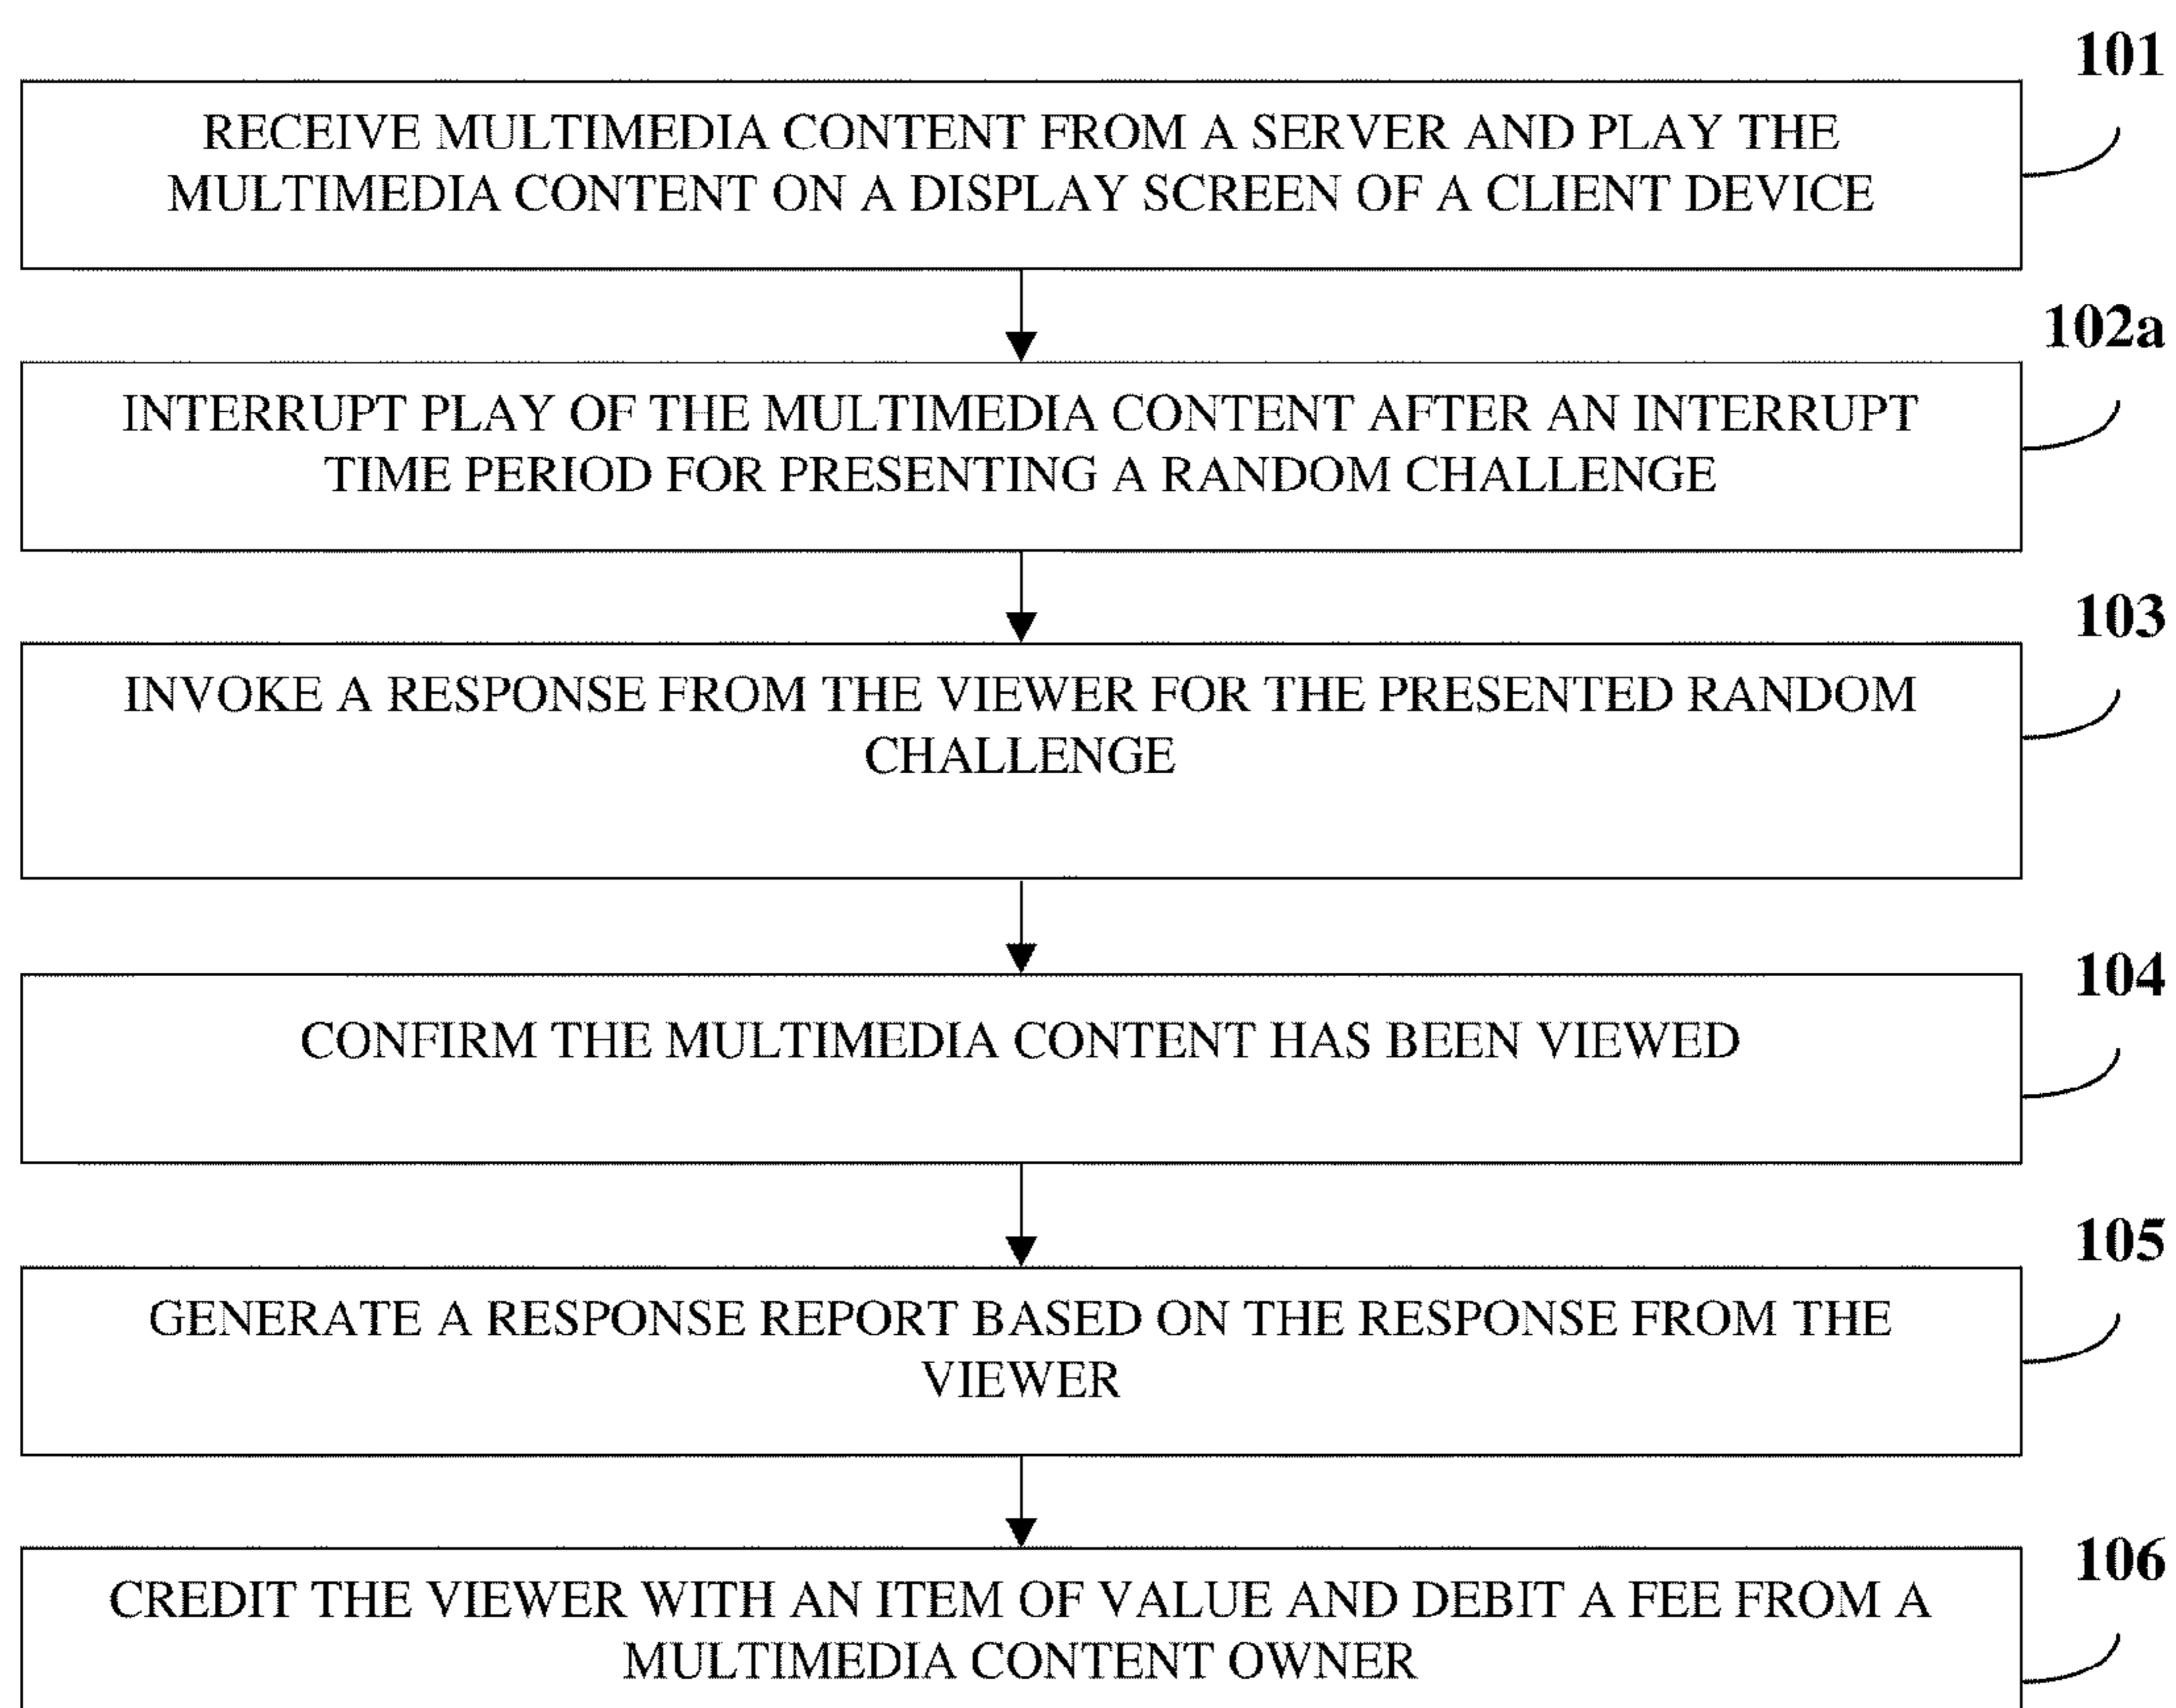 101
RECEIVE MULTIMEDIA CONTENT FROM A SERVER AND PLAY THE
MULTIMEDIA CONTENT ON A DISPLAY SCREEN OF A CLIENT DEVICE
102a
INTERRUPT PLAY OF THE MULTIMEDIA CONTENT AFTER AN INTERRUPT
TIME PERIOD FOR PRESENTING A RANDOM CHALLENGE
103
INVOKE A RESPONSE FROM THE VIEWER FOR THE PRESENTED RANDOM
CHALLENGE
104
CONFIRM THE MULTIMEDIA CONTENT HAS BEEN VIEWED
105
GENERATE A RESPONSE REPORT BASED ON THE RESPONSE FROM THE
VIEWER
106
CREDIT THE VIEWER WITH AN ITEM OF VALUE AND DEBIT A FEE FROM A
MULTIMEDIA CONTENT OWNER